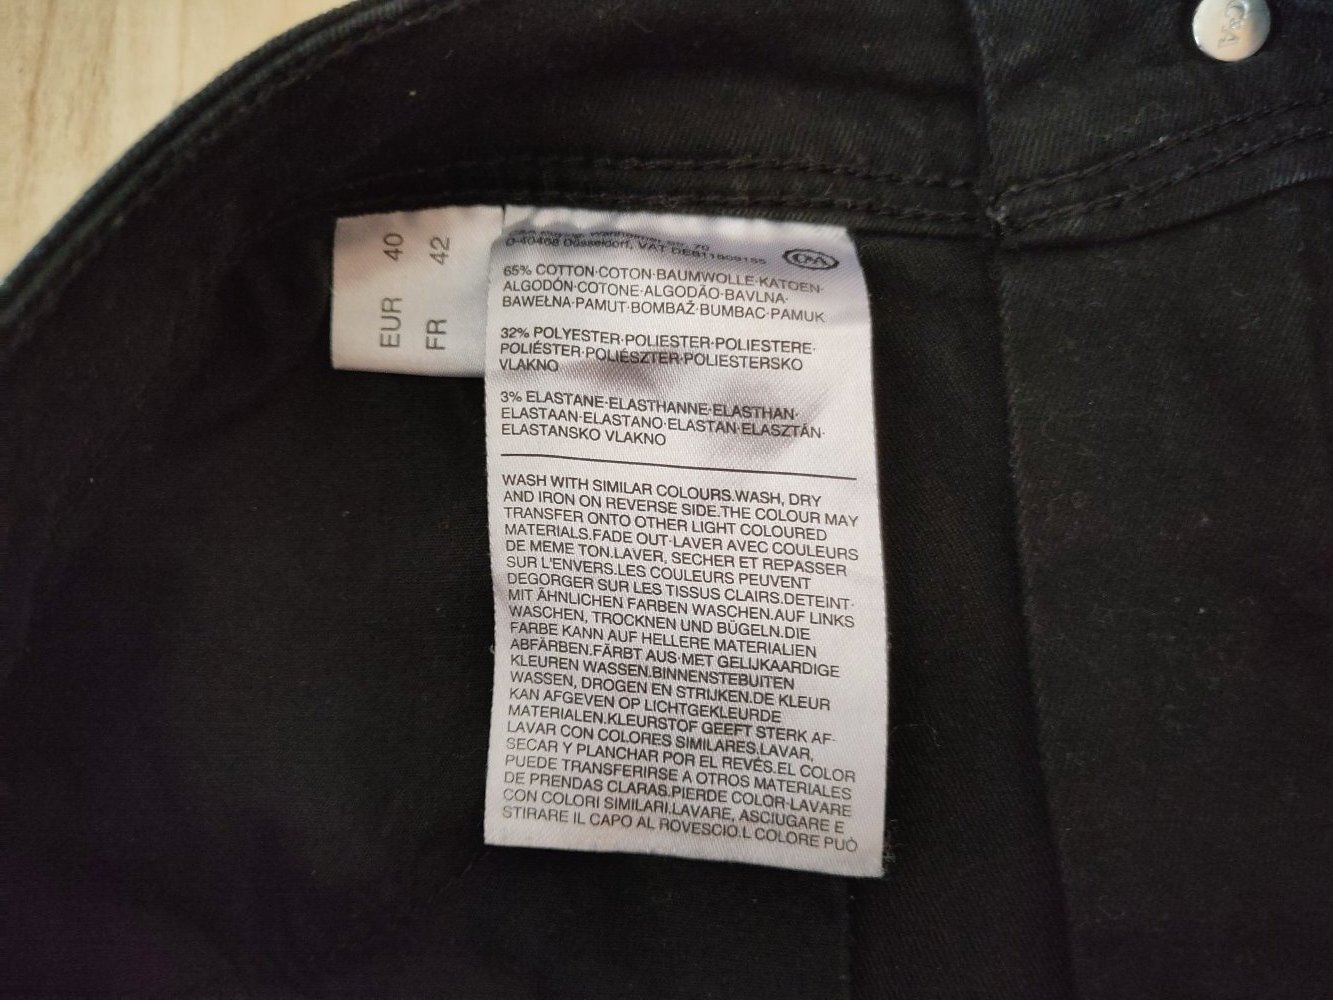 C&A
EUR 40
FR 42
D-40468 Düsseldorf, VAT
C&A
65% COTTON·COTON·BAUMWOLLE·KATOEN·
ALGODÓN·COTONE·ALGODÃO·BAVLNA·
BAWEŁNA·PAMUT·BOMBAŽ·BUMBAC·PAMUK
32% POLYESTER·POLIESTER·POLIESTERE·
POLIÉSTER·POLIÉSZTER·POLIESTERSKO
VLAKNO
3% ELASTANE·ELASTHANNE·ELASTHAN·
ELASTAAN·ELASTANO·ELASTAN·ELASZTÁN·
ELASTANSKO VLAKNO
WASH WITH SIMILAR COLOURS.WASH, DRY
AND IRON ON REVERSE SIDE.THE COLOUR MAY
TRANSFER ONTO OTHER LIGHT COLOURED
MATERIALS.FADE OUT·LAVER AVEC COULEURS
DE MEME TON.LAVER, SECHER ET REPASSER
SUR L'ENVERS.LES COULEURS PEUVENT
DEGORGER SUR LES TISSUS CLAIRS.DETEINT·
MIT ÄHNLICHEN FARBEN WASCHEN.AUF LINKS
WASCHEN, TROCKNEN UND BÜGELN.DIE
FARBE KANN AUF HELLERE MATERIALIEN
ABFÄRBEN.FÄRBT AUS·MET GELIJKAARDIGE
KLEUREN WASSEN.BINNENSTEBUITEN
WASSEN, DROGEN EN STRIJKEN.DE KLEUR
KAN AFGEVEN OP LICHTGEKLEURDE
MATERIALEN.KLEURSTOF GEEFT STERK AF·
LAVAR CON COLORES SIMILARES.LAVAR,
SECAR Y PLANCHAR POR EL REVÉS.EL COLOR
PUEDE TRANSFERIRSE A OTROS MATERIALES
DE PRENDAS CLARAS.PIERDE COLOR·LAVARE
CON COLORI SIMILARI.LAVARE, ASCIUGARE E
STIRARE IL CAPO AL ROVESCIO.L COLORE PUÒ